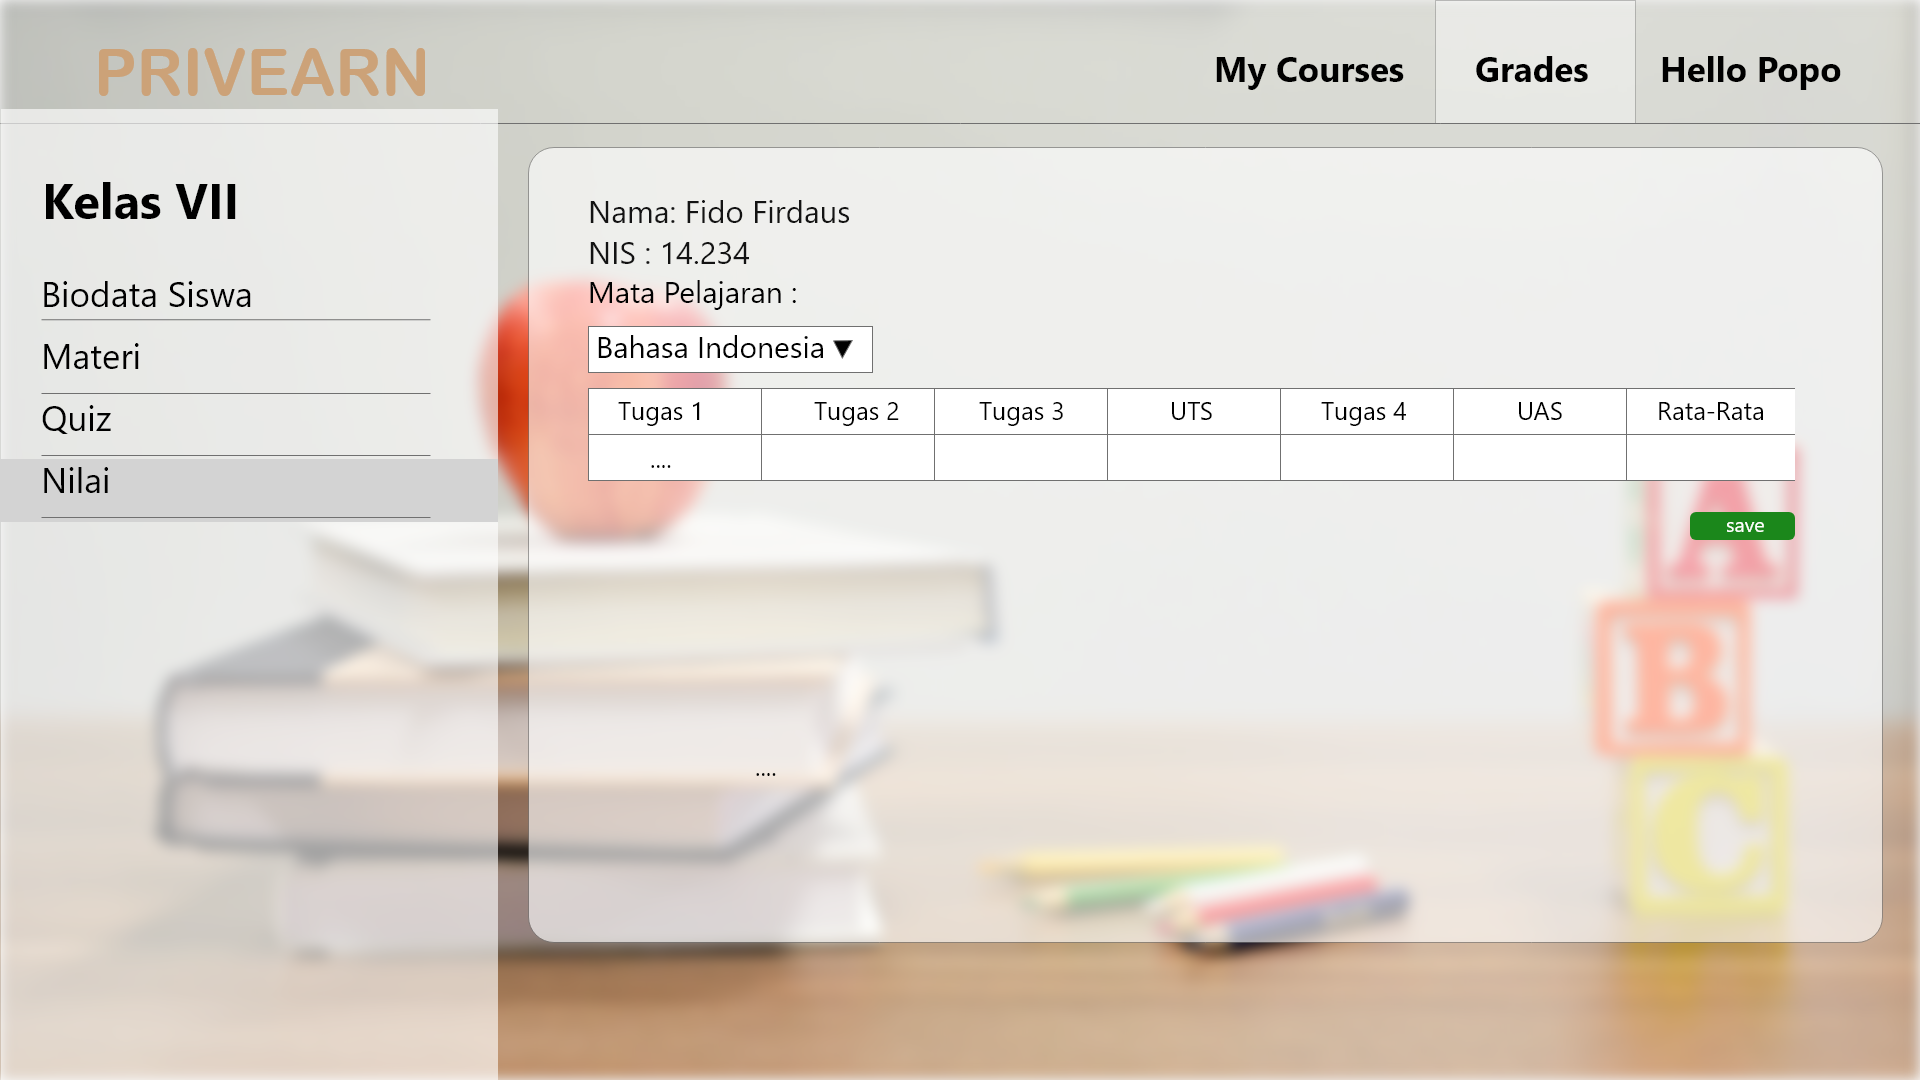 PRIVEARN
My Courses Grades Hello Popo
Kelas VII
Biodata Siswa
Materi
Quiz
Nilai
Nama: Fido Firdaus
NIS : 14.234
Mata Pelajaran :
Bahasa Indonesia ▼
Tugas 1 Tugas 2 Tugas 3 UTS Tugas 4 UAS Rata-Rata
....
save
A
B
C
....